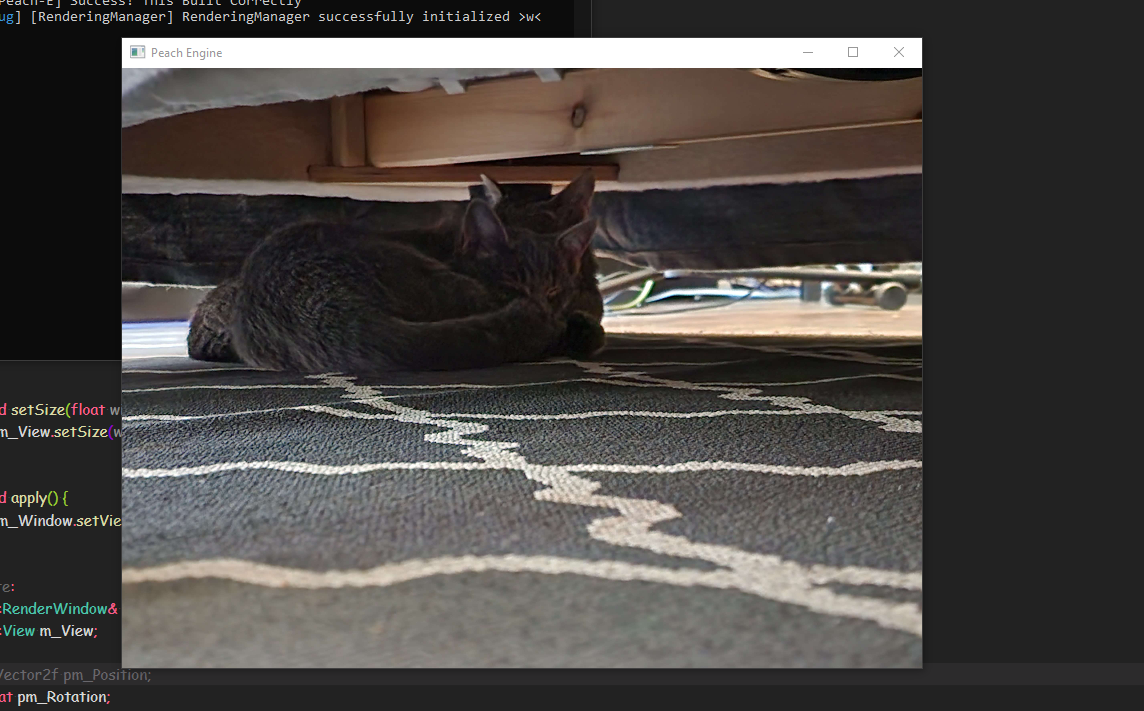 Peach-E] Success! This Built Correctly
ug] [RenderingManager] RenderingManager successfully initialized >w<
Peach Engine
d setSize(float w
m_View.setSize(w
d apply() {
m_Window.setVie
te:
:RenderWindow&
:View m_View;
Vector2f pm_Position;
at pm_Rotation;